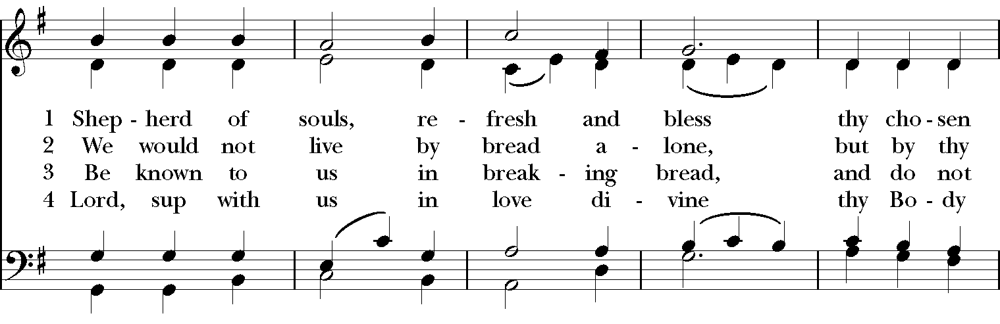 1 Shep - herd of souls, re - fresh and bless thy cho - sen
2 We would not live by bread a - lone, but by thy
3 Be known to us in break - ing bread, and do not
4 Lord, sup with us in love di - vine thy Bo - dy